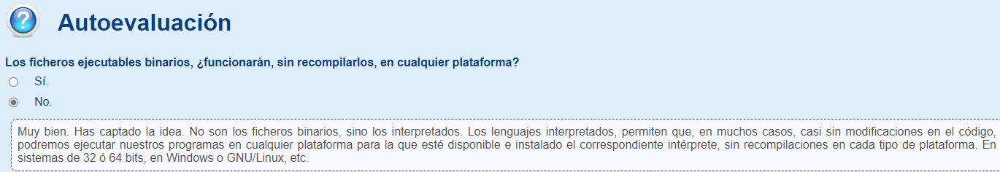 Autoevaluación
Los ficheros ejecutables binarios, ¿funcionarán, sin recompilarlos, en cualquier plataforma?
Sí.
No.
Muy bien. Has captado la idea. No son los ficheros binarios, sino los interpretados. Los lenguajes interpretados, permiten que, en muchos casos, casi sin modificaciones en el código,
podremos ejecutar nuestros programas en cualquier plataforma para la que esté disponible e instalado el correspondiente intérprete, sin recompilaciones en cada tipo de plataforma. En
sistemas de 32 ó 64 bits, en Windows o GNU/Linux, etc.